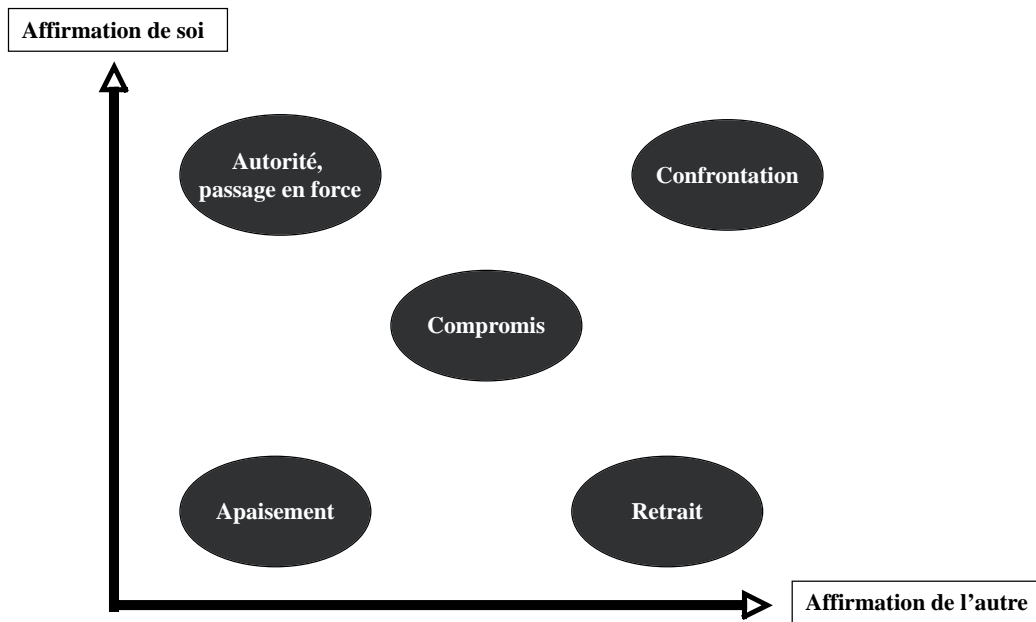 Affirmation de soi
Autorité,
passage en force
Confrontation
Compromis
Apaisement
Retrait
Affirmation de l’autre